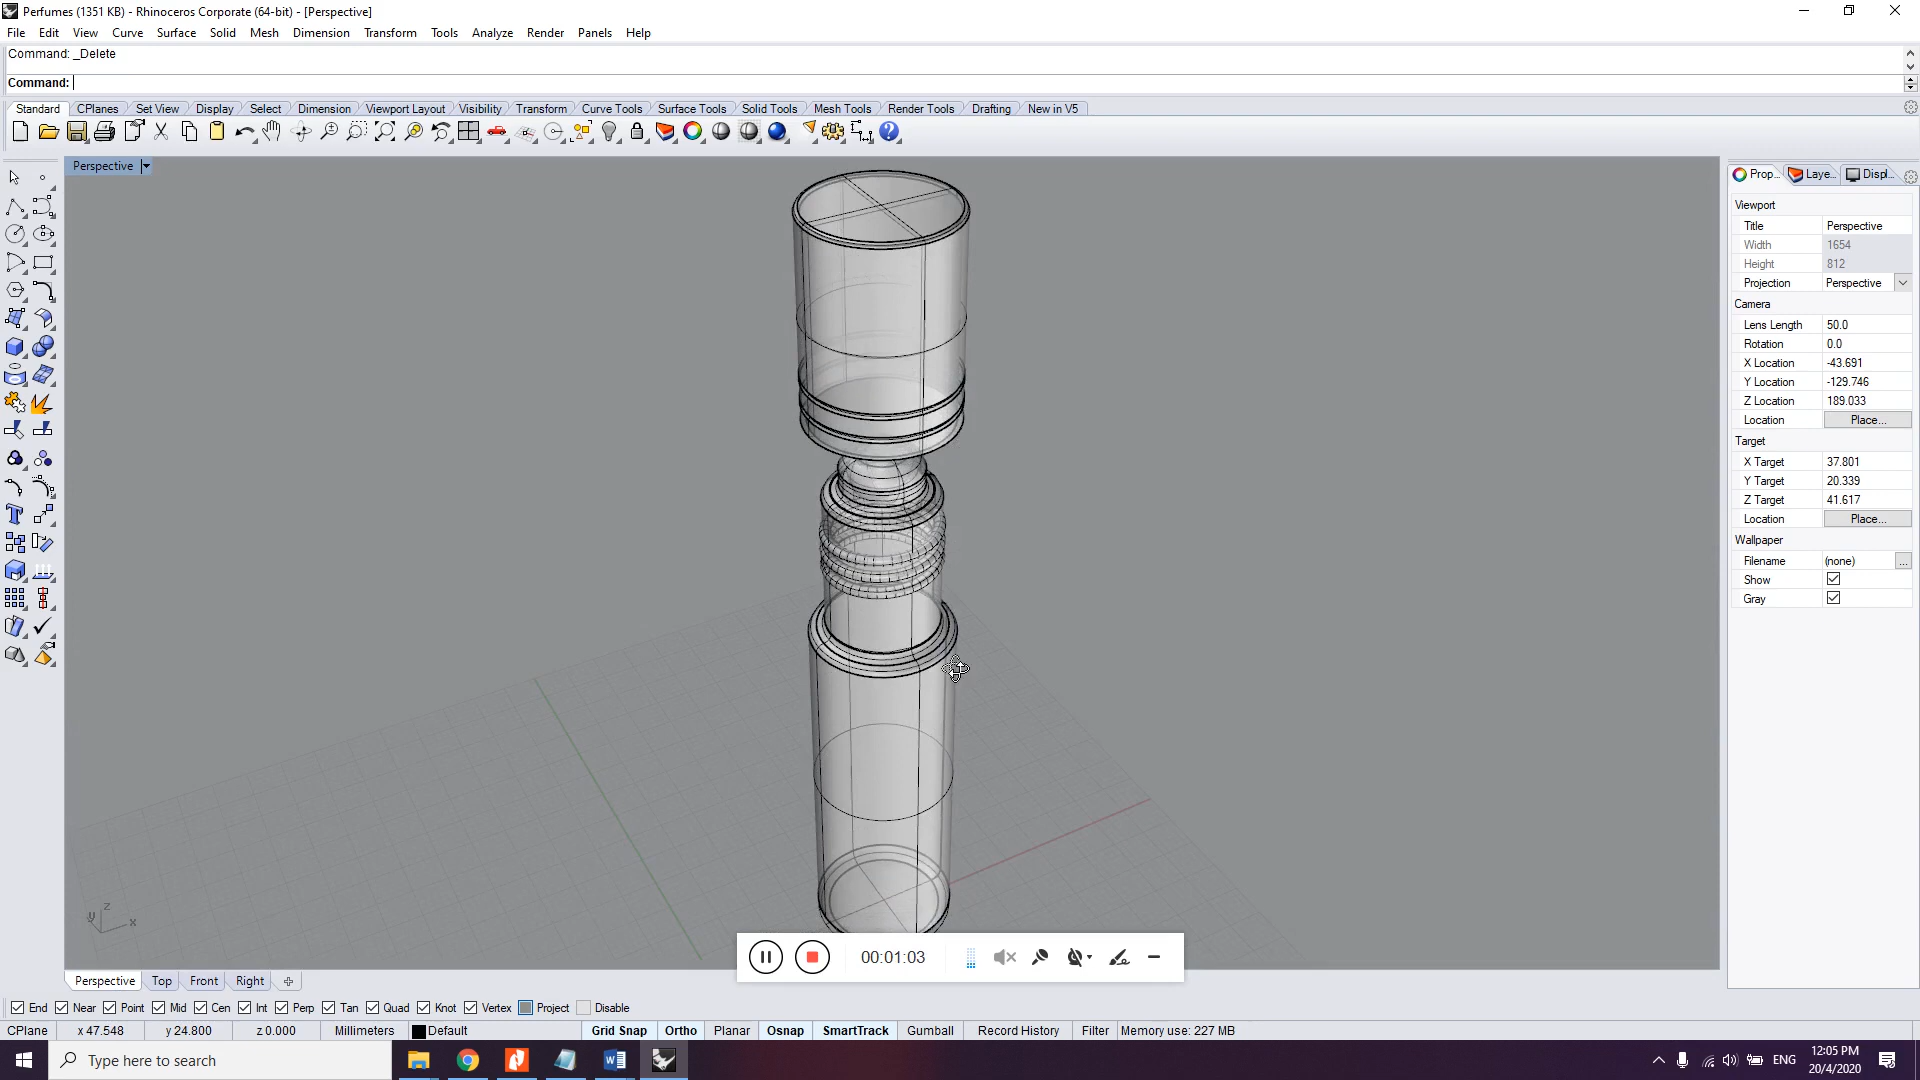 Perfumes (1351 KB) - Rhinoceros Corporate (64-bit) - [Perspective]
File Edit View Curve Surface Solid Mesh Dimension Transform Tools Analyze Render Panels Help
Command: _Delete
Command:
Standard CPlanes Set View Display Select Dimension Viewport Layout Visibility Transform Curve Tools Surface Tools Solid Tools Mesh Tools Render Tools Drafting New in V5
Perspective
Prop... Laye... Displ...
Viewport
Title Perspective
Width 1654
Height 812
Projection Perspective
Camera
Lens Length 50.0
Rotation 0.0
X Location -43.691
Y Location -129.746
Z Location 189.033
Location Place...
Target
X Target 37.801
Y Target 20.339
Z Target 41.617
Location Place...
Wallpaper
Filename (none) ...
Show
Gray
z
y
x
00:01:03
Perspective Top Front Right
End Near Point Mid Cen Int Perp Tan Quad Knot Vertex Project Disable
CPlane x 47.548 y 24.800 z 0.000 Millimeters Default Grid Snap Ortho Planar Osnap SmartTrack Gumball Record History Filter Memory use: 227 MB
Type here to search
ENG
12:05 PM
20/4/2020